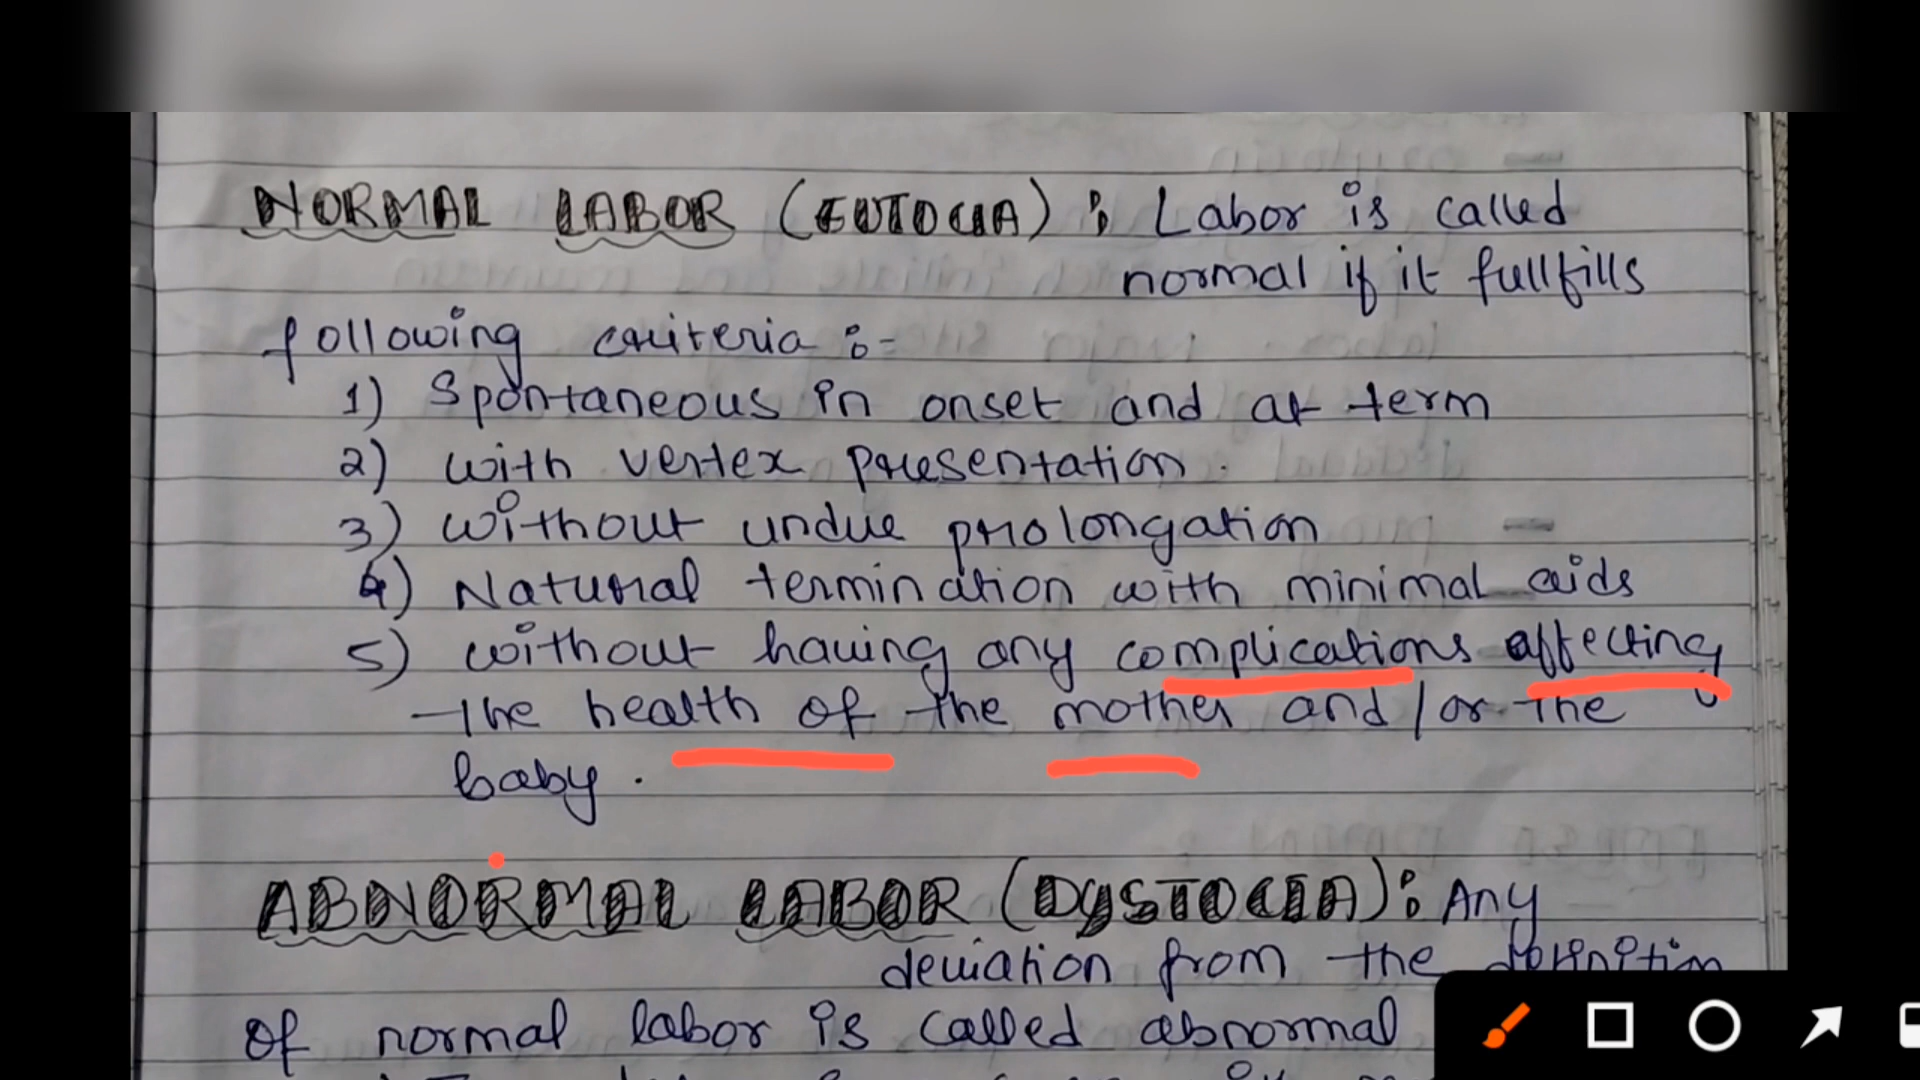 NORMAL LABOR (EUTOCIA) : Labor is called
normal if it fullfills
following criteria :-
1) Spontaneous in onset and at term
2) with vertex presentation.
3) without undue prolongation
4) Natural termination with minimal aids
5) without having any complications affecting
the health of the mother and/or the
baby.
ABNORMAL LABOR (DYSTOCIA) : Any
deviation from the definition
of normal labor is called abnormal